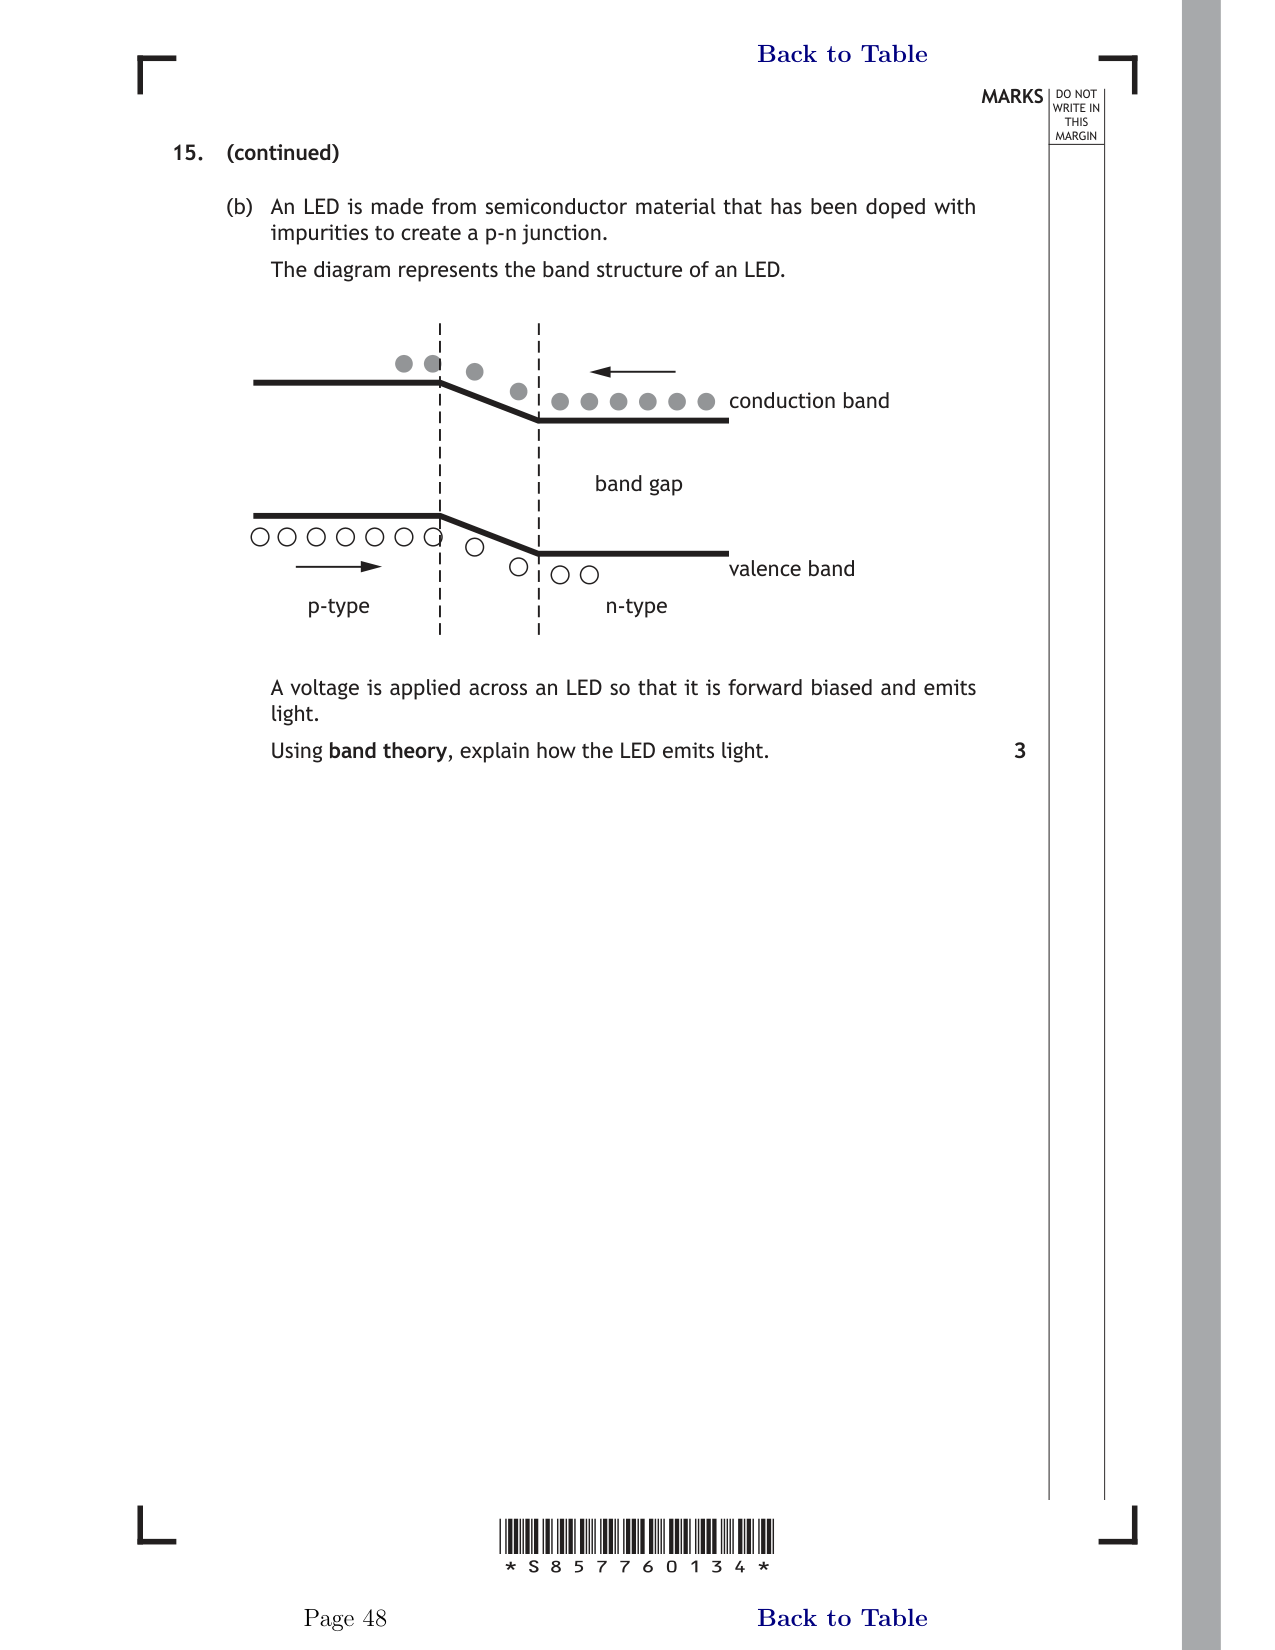 Back to Table
MARKS
DO NOT
WRITE IN
THIS
MARGIN
15. (continued)
(b) An LED is made from semiconductor material that has been doped with
impurities to create a p-n junction.
The diagram represents the band structure of an LED.
conduction band
band gap
valence band
p-type
n-type
A voltage is applied across an LED so that it is forward biased and emits
light.
Using band theory, explain how the LED emits light. 3
* S 8 5 7 7 6 0 1 3 4 *
Page 48
Back to Table